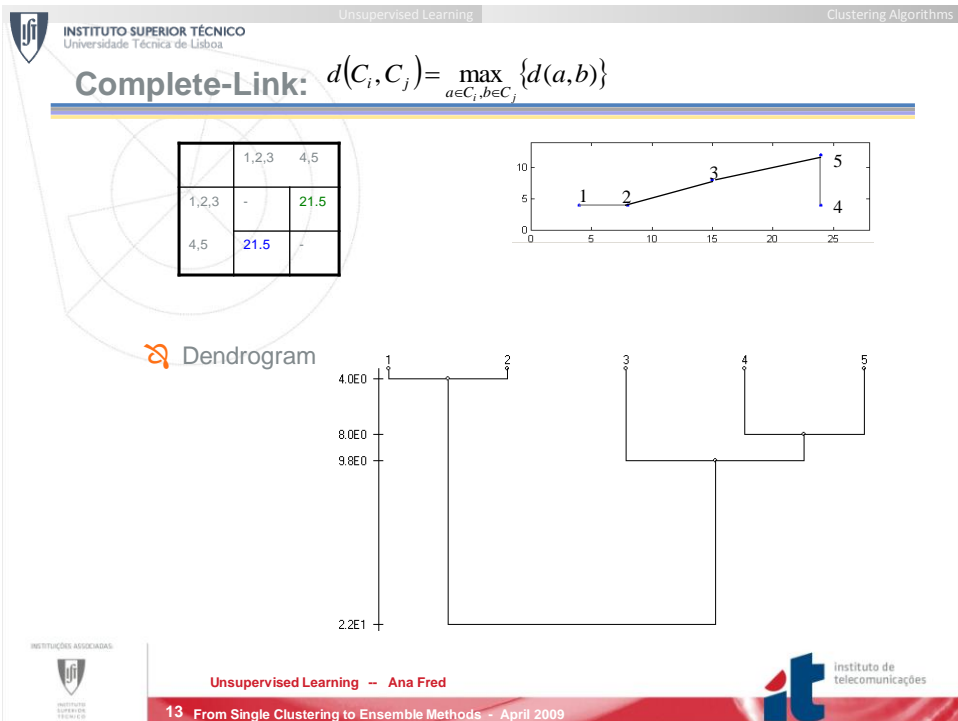 Unsupervised Learning
Clustering Algorithms
INSTITUTO SUPERIOR TÉCNICO
Universidade Técnica de Lisboa
Complete-Link: d(C_i, C_j) = max_{a∈C_i, b∈C_j} {d(a,b)}
1,2,3 4,5
1,2,3 - 21.5
4,5 21.5 -
10
5
0
0 5 10 15 20 25
1 2 3 5
4
Dendrogram
1 2 3 4 5
4.0E0
8.0E0
9.8E0
2.2E1
INSTITUIÇÕES ASSOCIADAS:
INSTITUTO
SUPERIOR
TÉCNICO
Unsupervised Learning -- Ana Fred
13 From Single Clustering to Ensemble Methods - April 2009
it
instituto de
telecomunicações